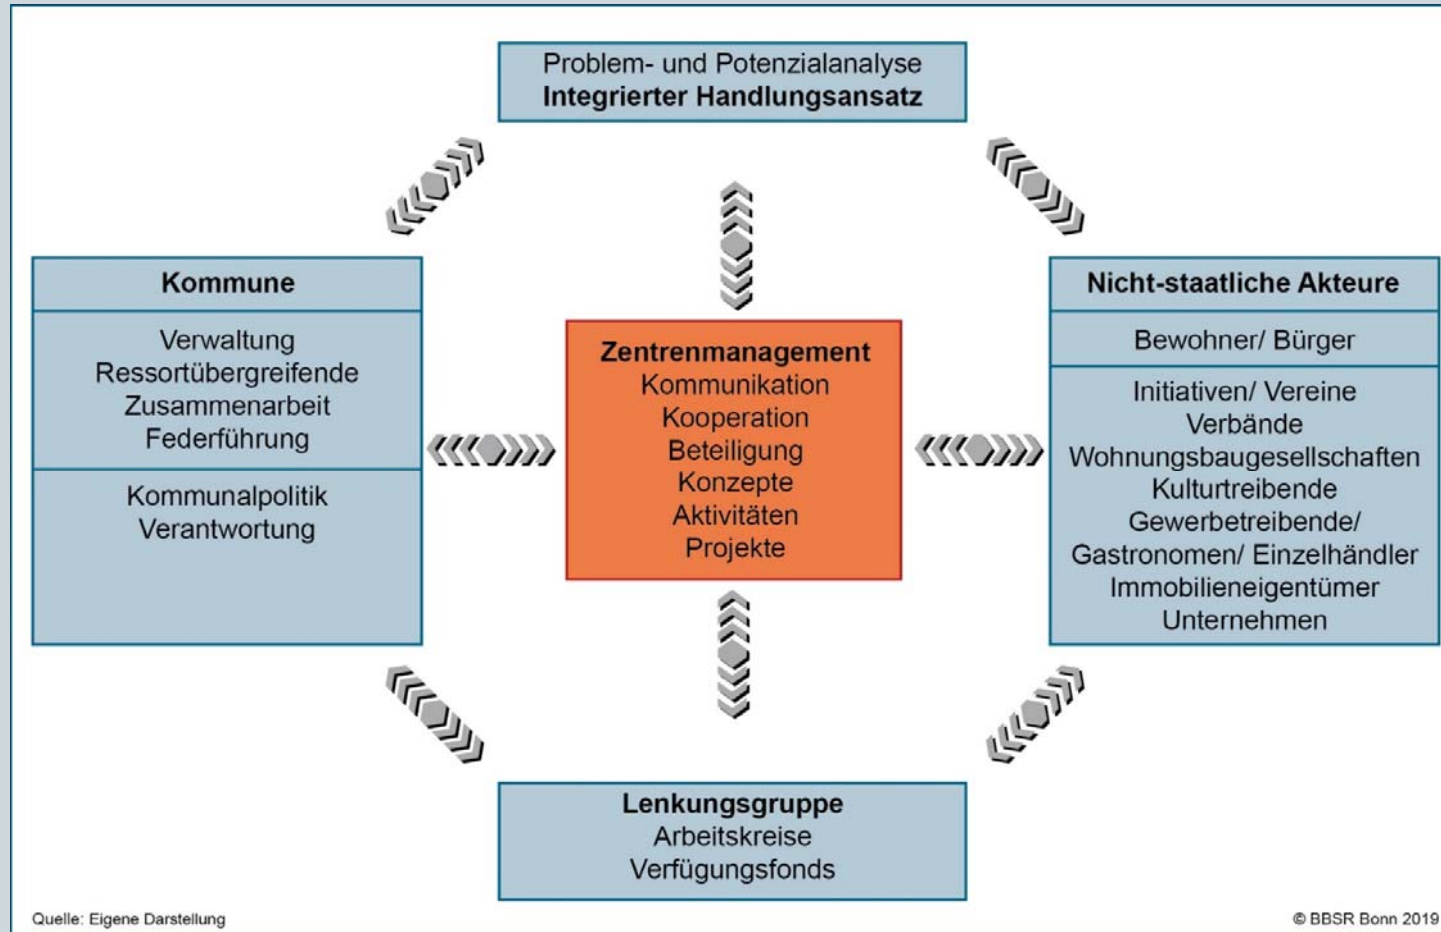 Problem- und Potenzialanalyse
Integrierter Handlungsansatz
Kommune
Verwaltung
Ressortübergreifende
Zusammenarbeit
Federführung
Kommunalpolitik
Verantwortung
Zentrenmanagement
Kommunikation
Kooperation
Beteiligung
Konzepte
Aktivitäten
Projekte
Nicht-staatliche Akteure
Bewohner/ Bürger
Initiativen/ Vereine
Verbände
Wohnungsbaugesellschaften
Kulturtreibende
Gewerbetreibende/
Gastronomen/ Einzelhändler
Immobilieneigentümer
Unternehmen
Lenkungsgruppe
Arbeitskreise
Verfügungsfonds
Quelle: Eigene Darstellung
© BBSR Bonn 2019